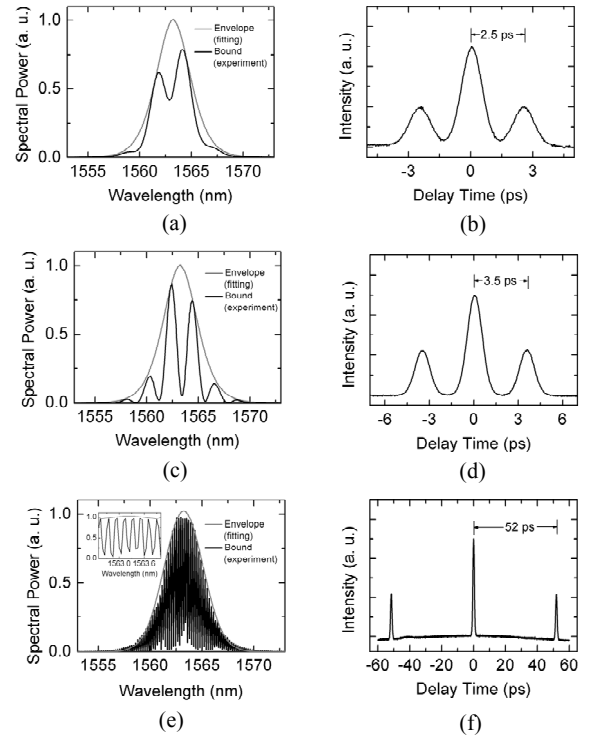 Spectral Power (a. u.)
1.0
0.5
0.0
Envelope
(fitting)
Bound
(experiment)
1555 1560 1565 1570
Wavelength (nm)
(a)
Intensity (a. u.)
2.5 ps
-3 0 3
Delay Time (ps)
(b)
Spectral Power (a. u.)
1.0
0.5
0.0
Envelope
(fitting)
Bound
(experiment)
1555 1560 1565 1570
Wavelength (nm)
(c)
Intensity (a. u.)
3.5 ps
-6 -3 0 3 6
Delay Time (ps)
(d)
Spectral Power (a. u.)
1.0
0.5
0.0
1.0
0.5
0.0
1563.0 1563.6
Wavelength (nm)
Envelope
(fitting)
Bound
(experiment)
1555 1560 1565 1570
Wavelength (nm)
(e)
Intensity (a. u.)
52 ps
-60 -40 -20 0 20 40 60
Delay Time (ps)
(f)